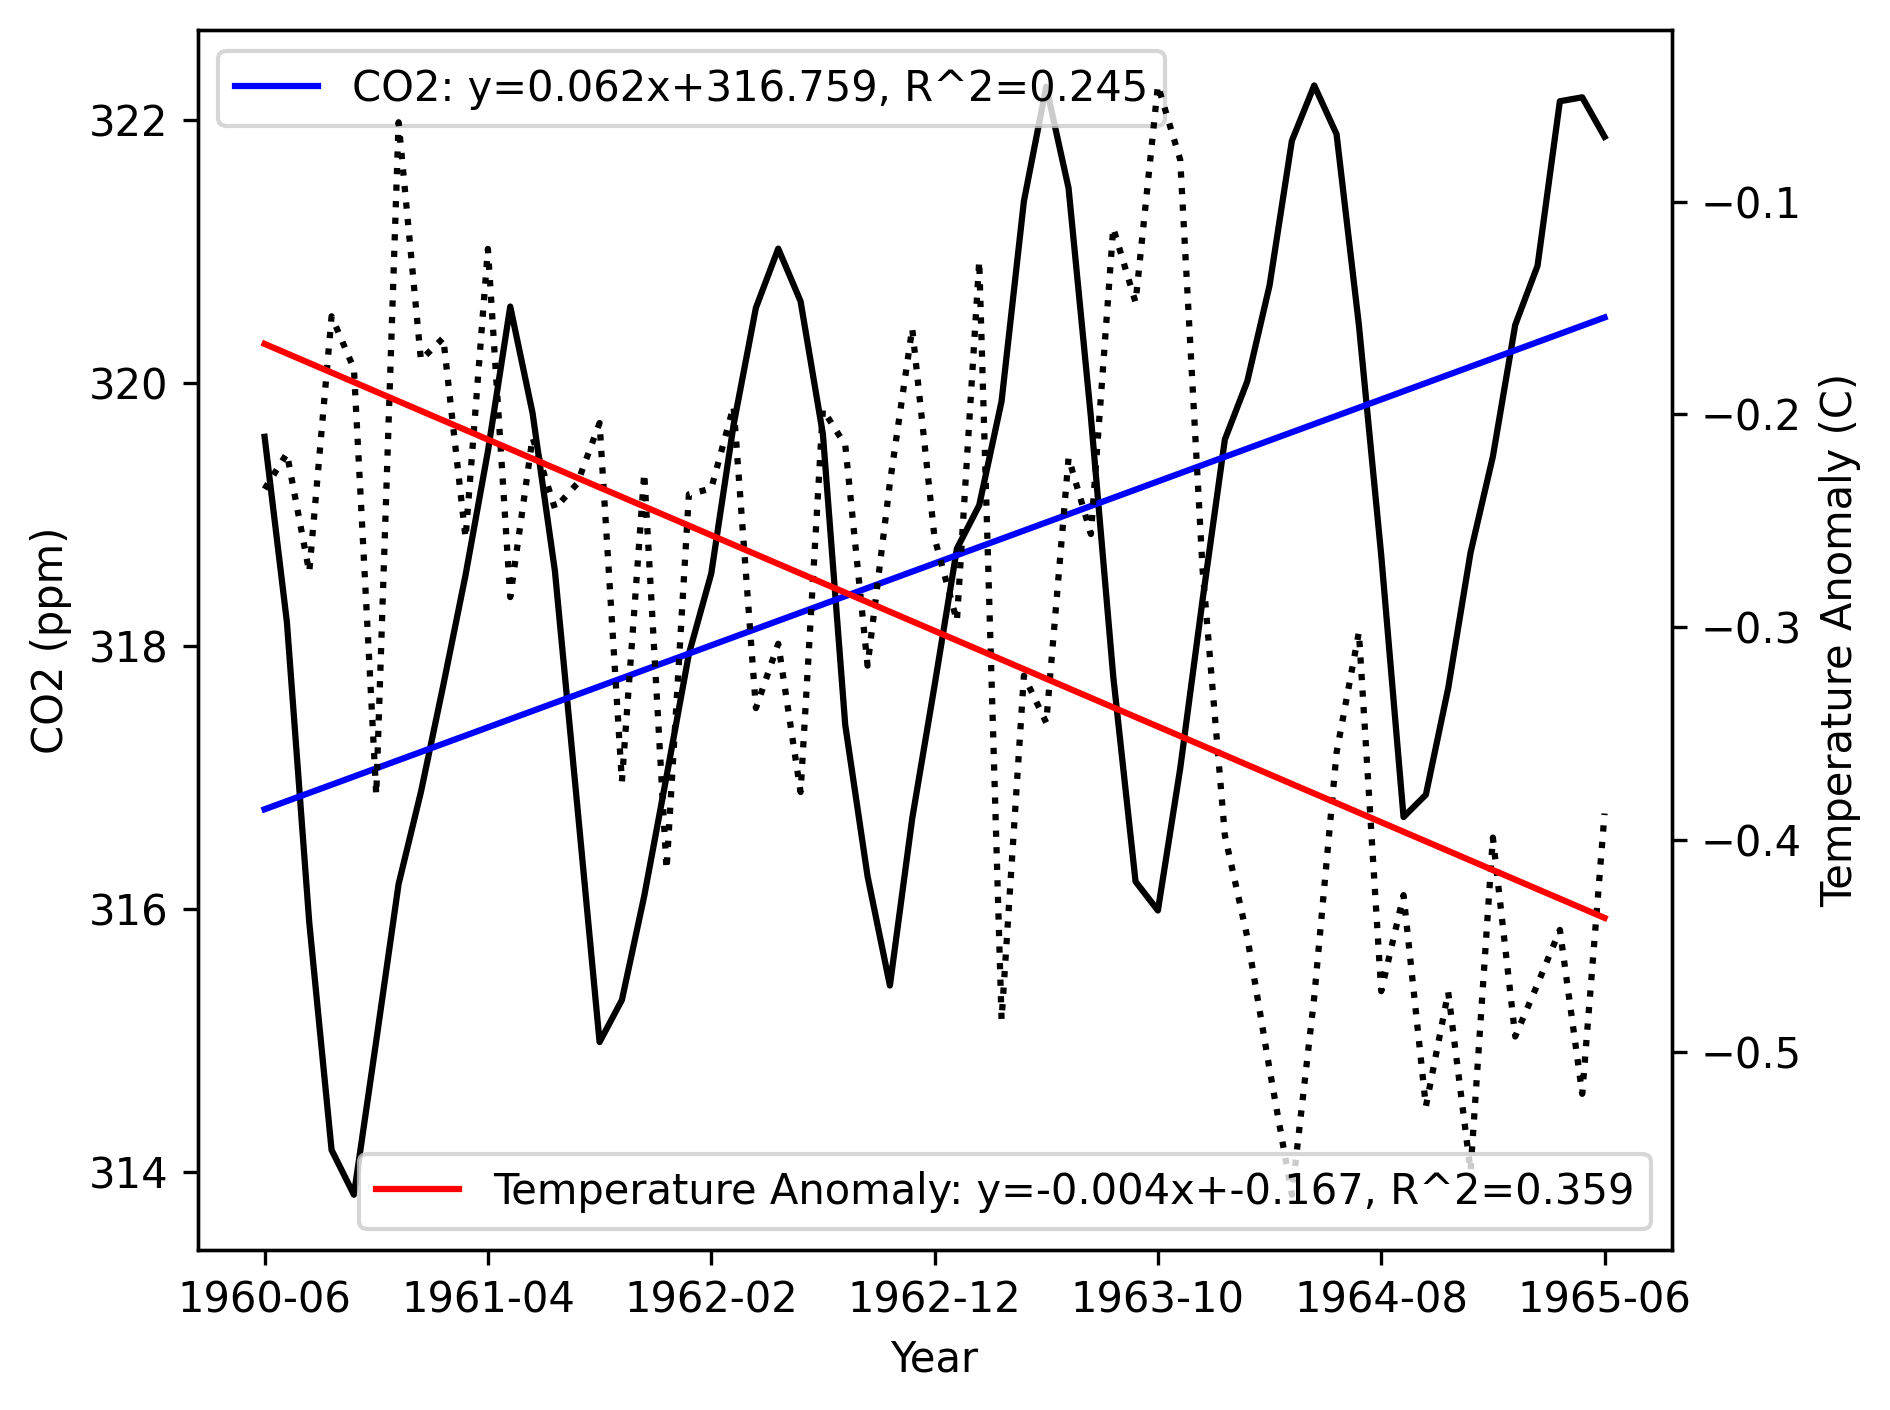 CO2: y=0.062x+316.759, R^2=0.245
322
320
318
316
314
CO2 (ppm)
−0.1
−0.2
−0.3
−0.4
−0.5
Temperature Anomaly (C)
Temperature Anomaly: y=-0.004x+-0.167, R^2=0.359
1960-06 1961-04 1962-02 1962-12 1963-10 1964-08 1965-06
Year